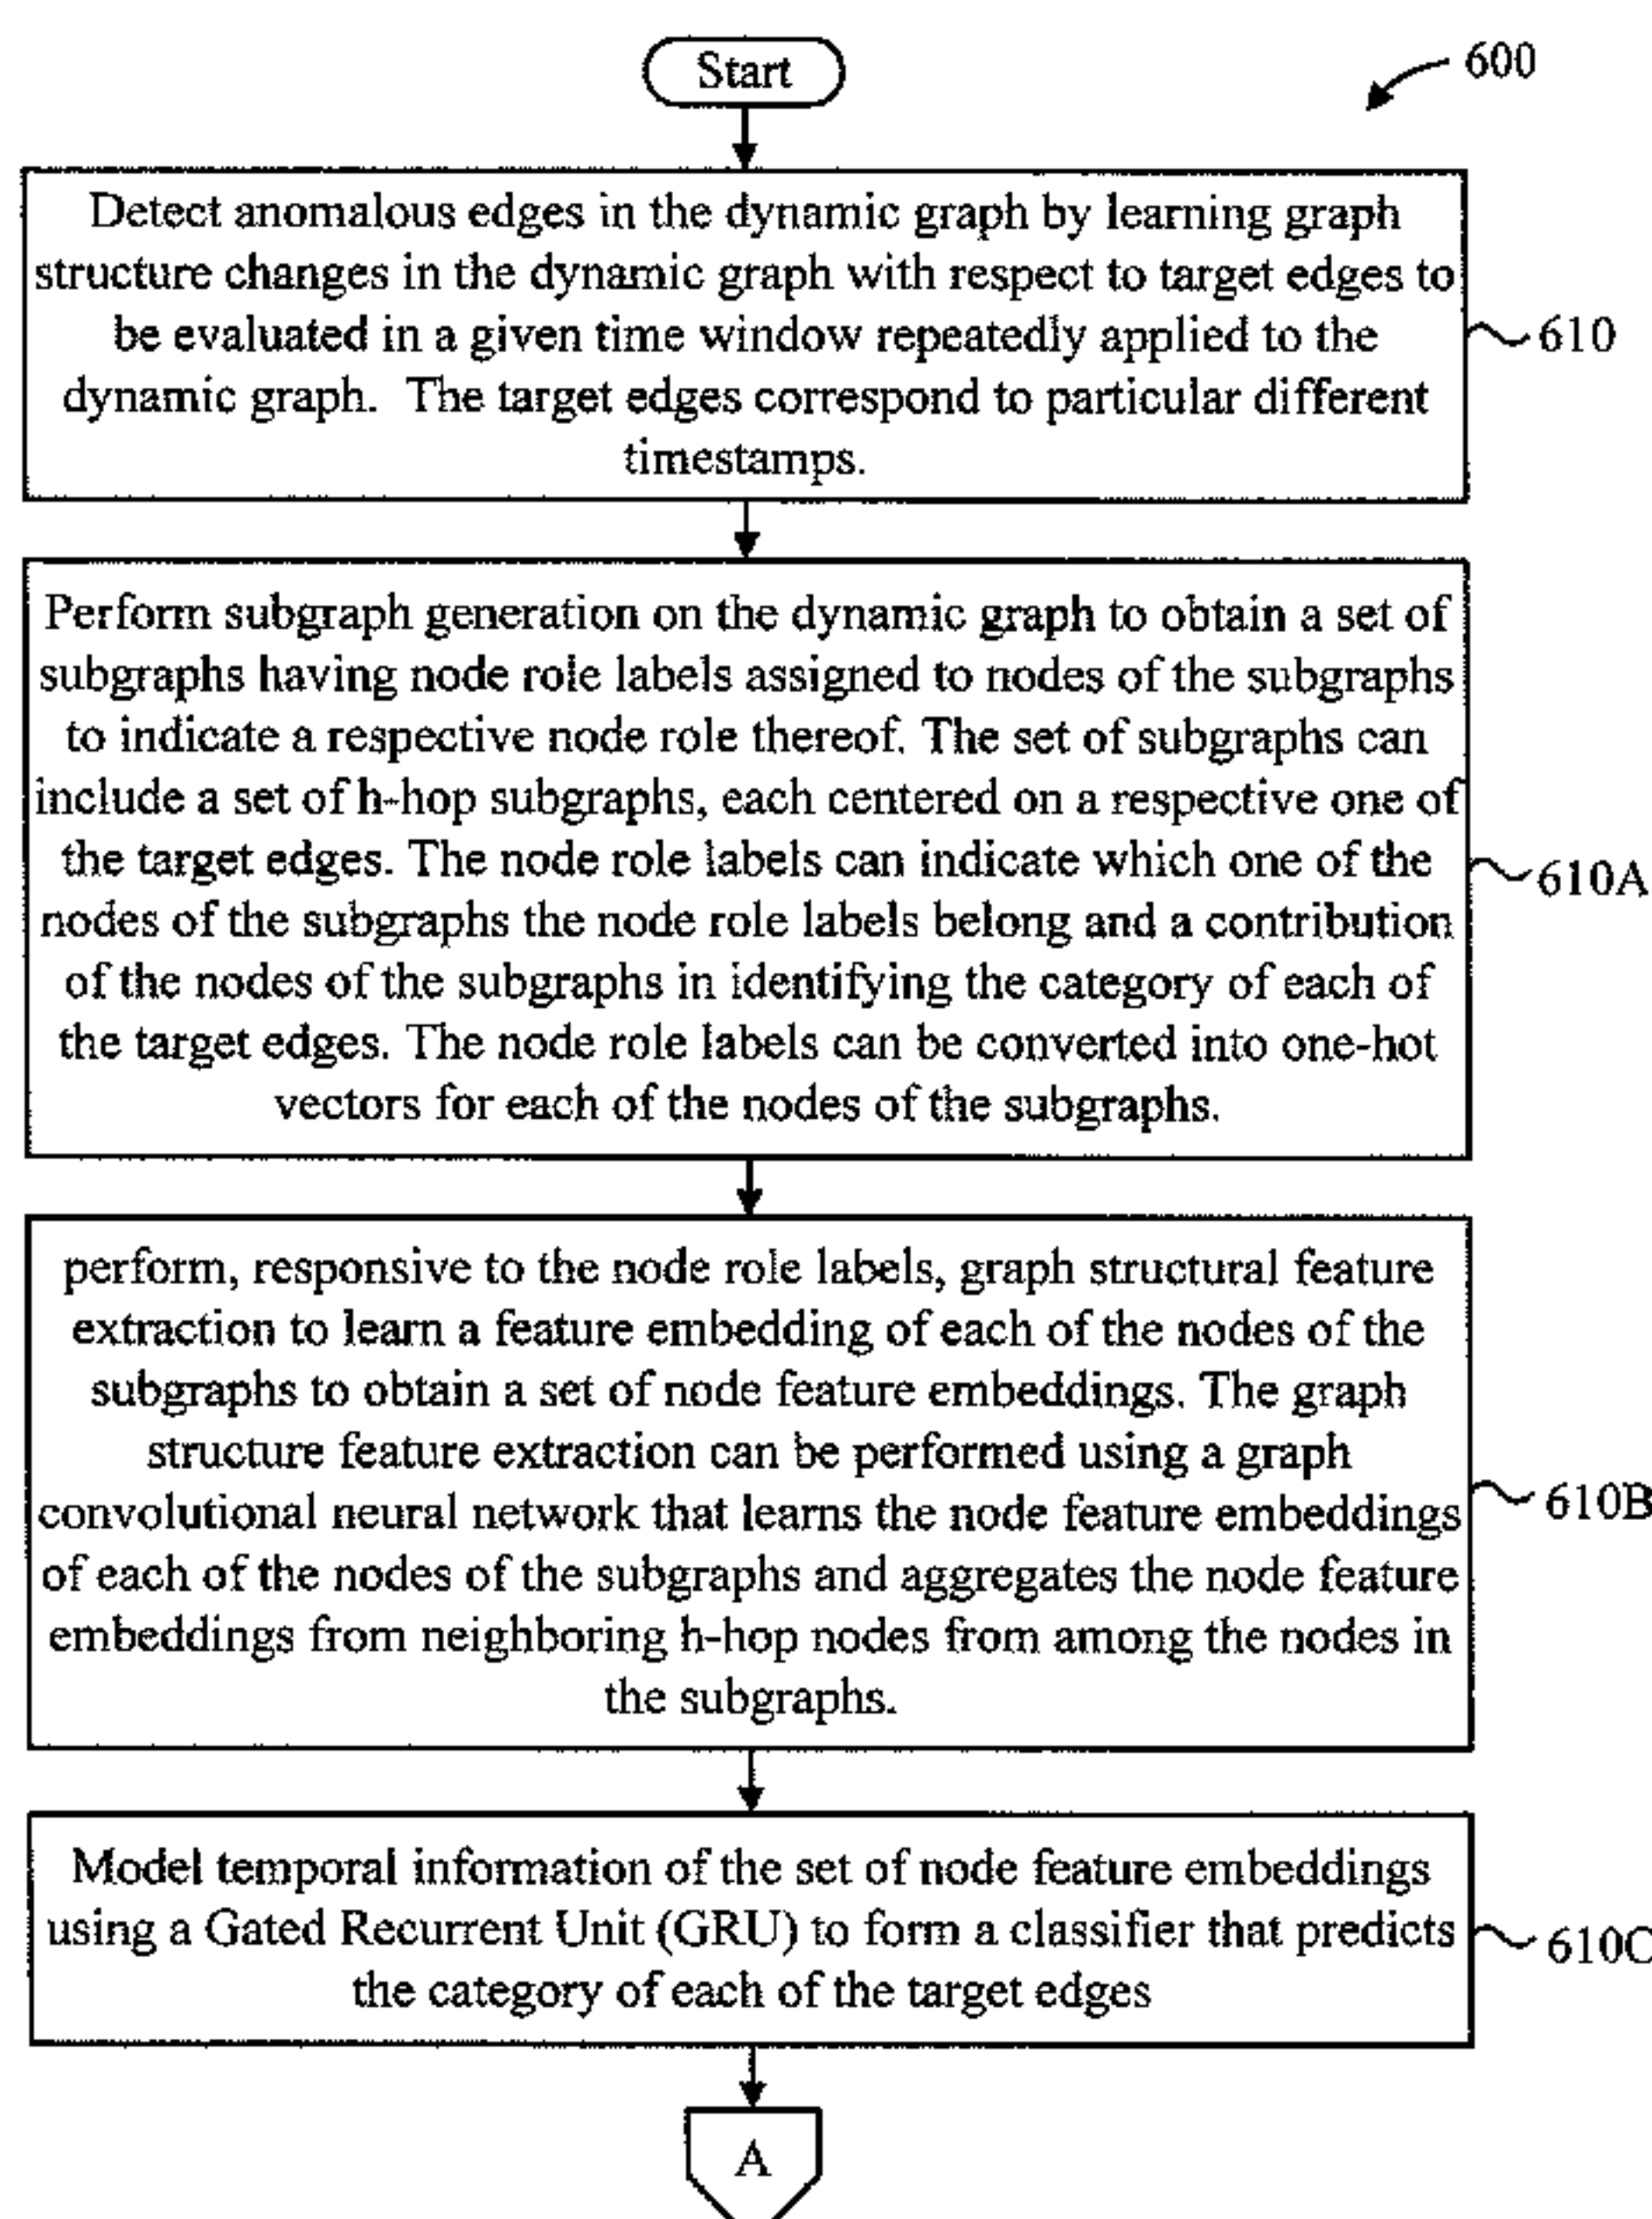 Start
600
Detect anomalous edges in the dynamic graph by learning graph
structure changes in the dynamic graph with respect to target edges to
be evaluated in a given time window repeatedly applied to the
dynamic graph. The target edges correspond to particular different
timestamps.
610
Perform subgraph generation on the dynamic graph to obtain a set of
subgraphs having node role labels assigned to nodes of the subgraphs
to indicate a respective node role thereof. The set of subgraphs can
include a set of h-hop subgraphs, each centered on a respective one of
the target edges. The node role labels can indicate which one of the
nodes of the subgraphs the node role labels belong and a contribution
of the nodes of the subgraphs in identifying the category of each of
the target edges. The node role labels can be converted into one-hot
vectors for each of the nodes of the subgraphs.
610A
perform, responsive to the node role labels, graph structural feature
extraction to learn a feature embedding of each of the nodes of the
subgraphs to obtain a set of node feature embeddings. The graph
structure feature extraction can be performed using a graph
convolutional neural network that learns the node feature embeddings
of each of the nodes of the subgraphs and aggregates the node feature
embeddings from neighboring h-hop nodes from among the nodes in
the subgraphs.
610B
Model temporal information of the set of node feature embeddings
using a Gated Recurrent Unit (GRU) to form a classifier that predicts
the category of each of the target edges
610C
A